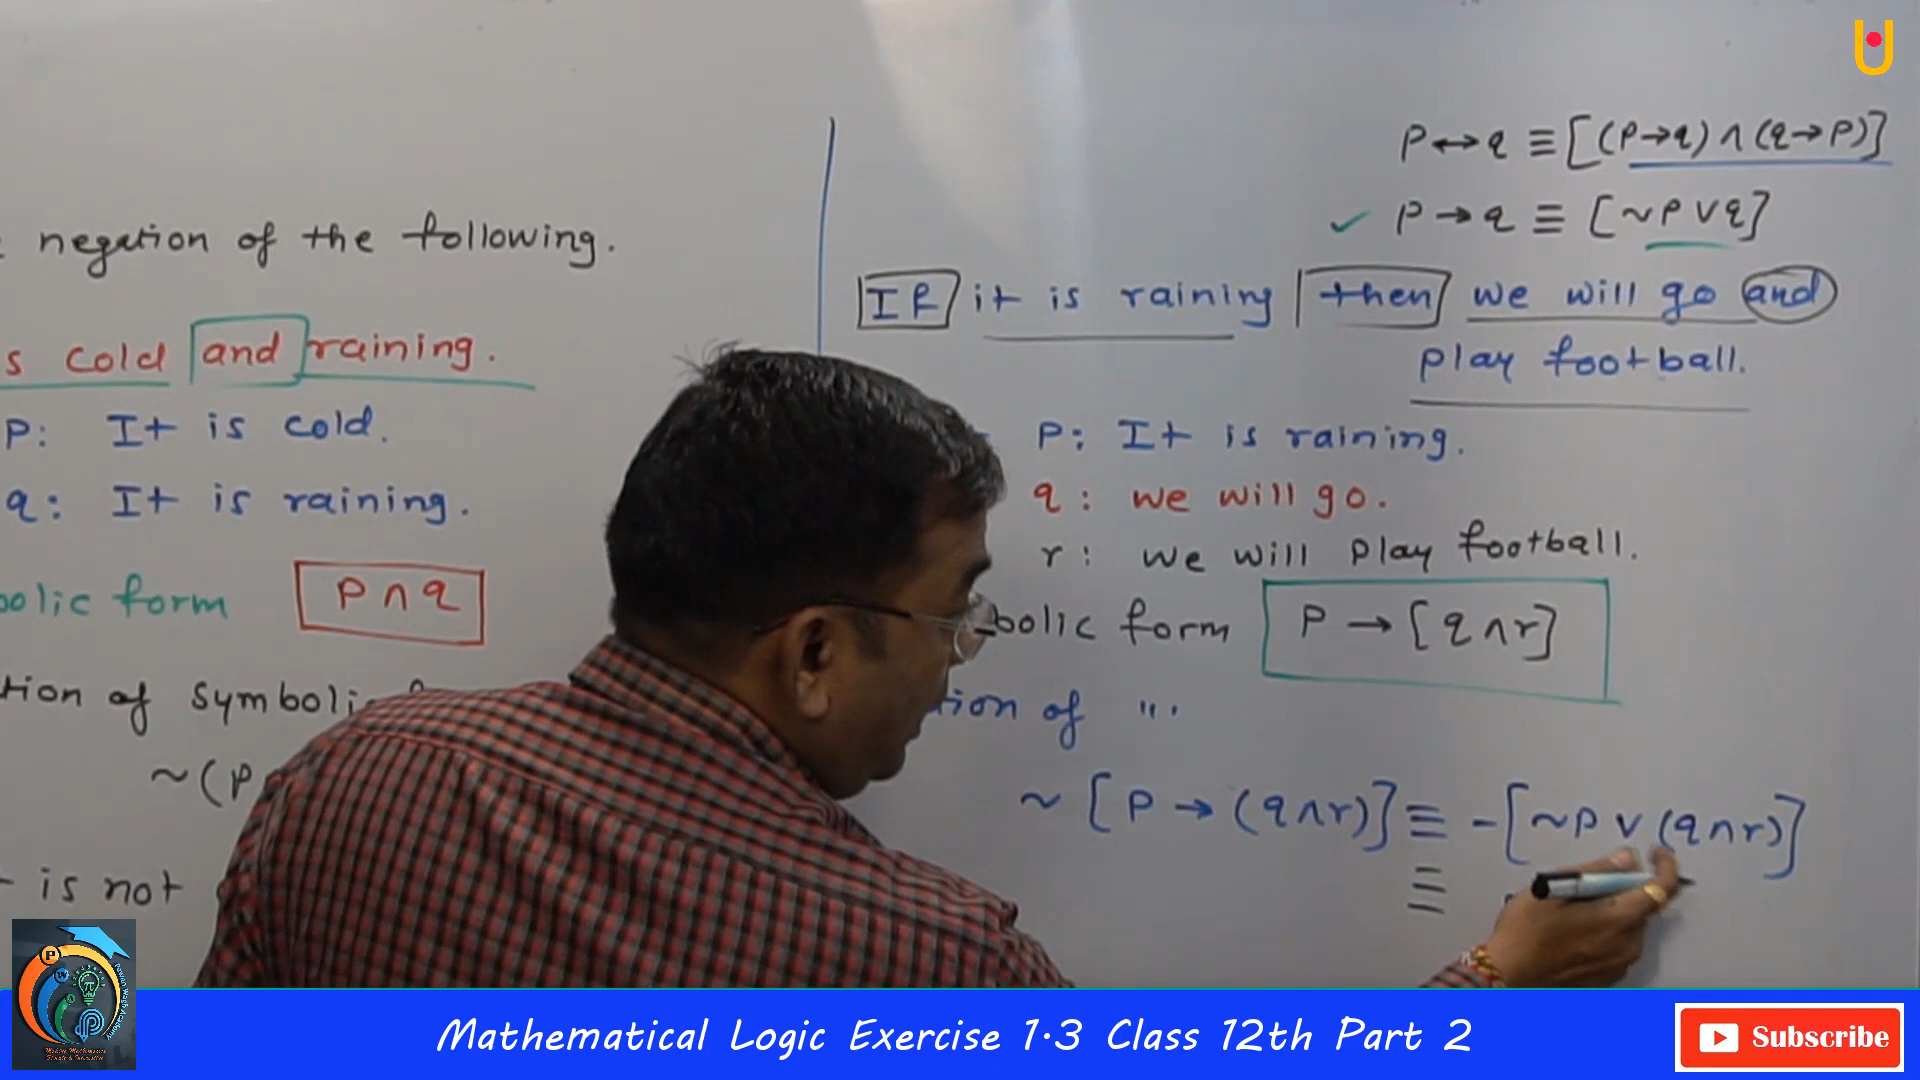 negation of the following.
s cold and raining.
P: It is cold.
q: It is raining.
bolic form P ∧ q
tion of symboli
~(P
t is not
P↔q ≡ [(P→q) ∧ (q→P)]
✓ P → q ≡ [~P ∨ q]
If it is raining then we will go and
play football.
P: It is raining.
q: we will go.
r: we will play football.
bolic form P → [q ∧ r]
tion of "."
~ [P → (q ∧ r)] ≡ -[~P ∨ (q ∧ r)]
≡
Mathematical Logic Exercise 1.3 Class 12th Part 2
Subscribe